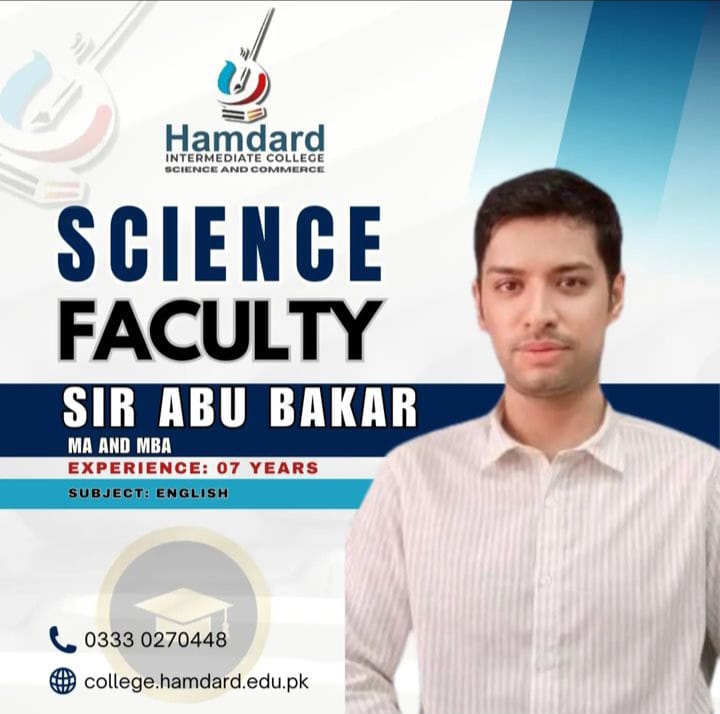 Hamdard
INTERMEDIATE COLLEGE
SCIENCE AND COMMERCE
SCIENCE
FACULTY
SIR ABU BAKAR
MA AND MBA
EXPERIENCE: 07 YEARS
SUBJECT: ENGLISH
0333 0270448
college.hamdard.edu.pk